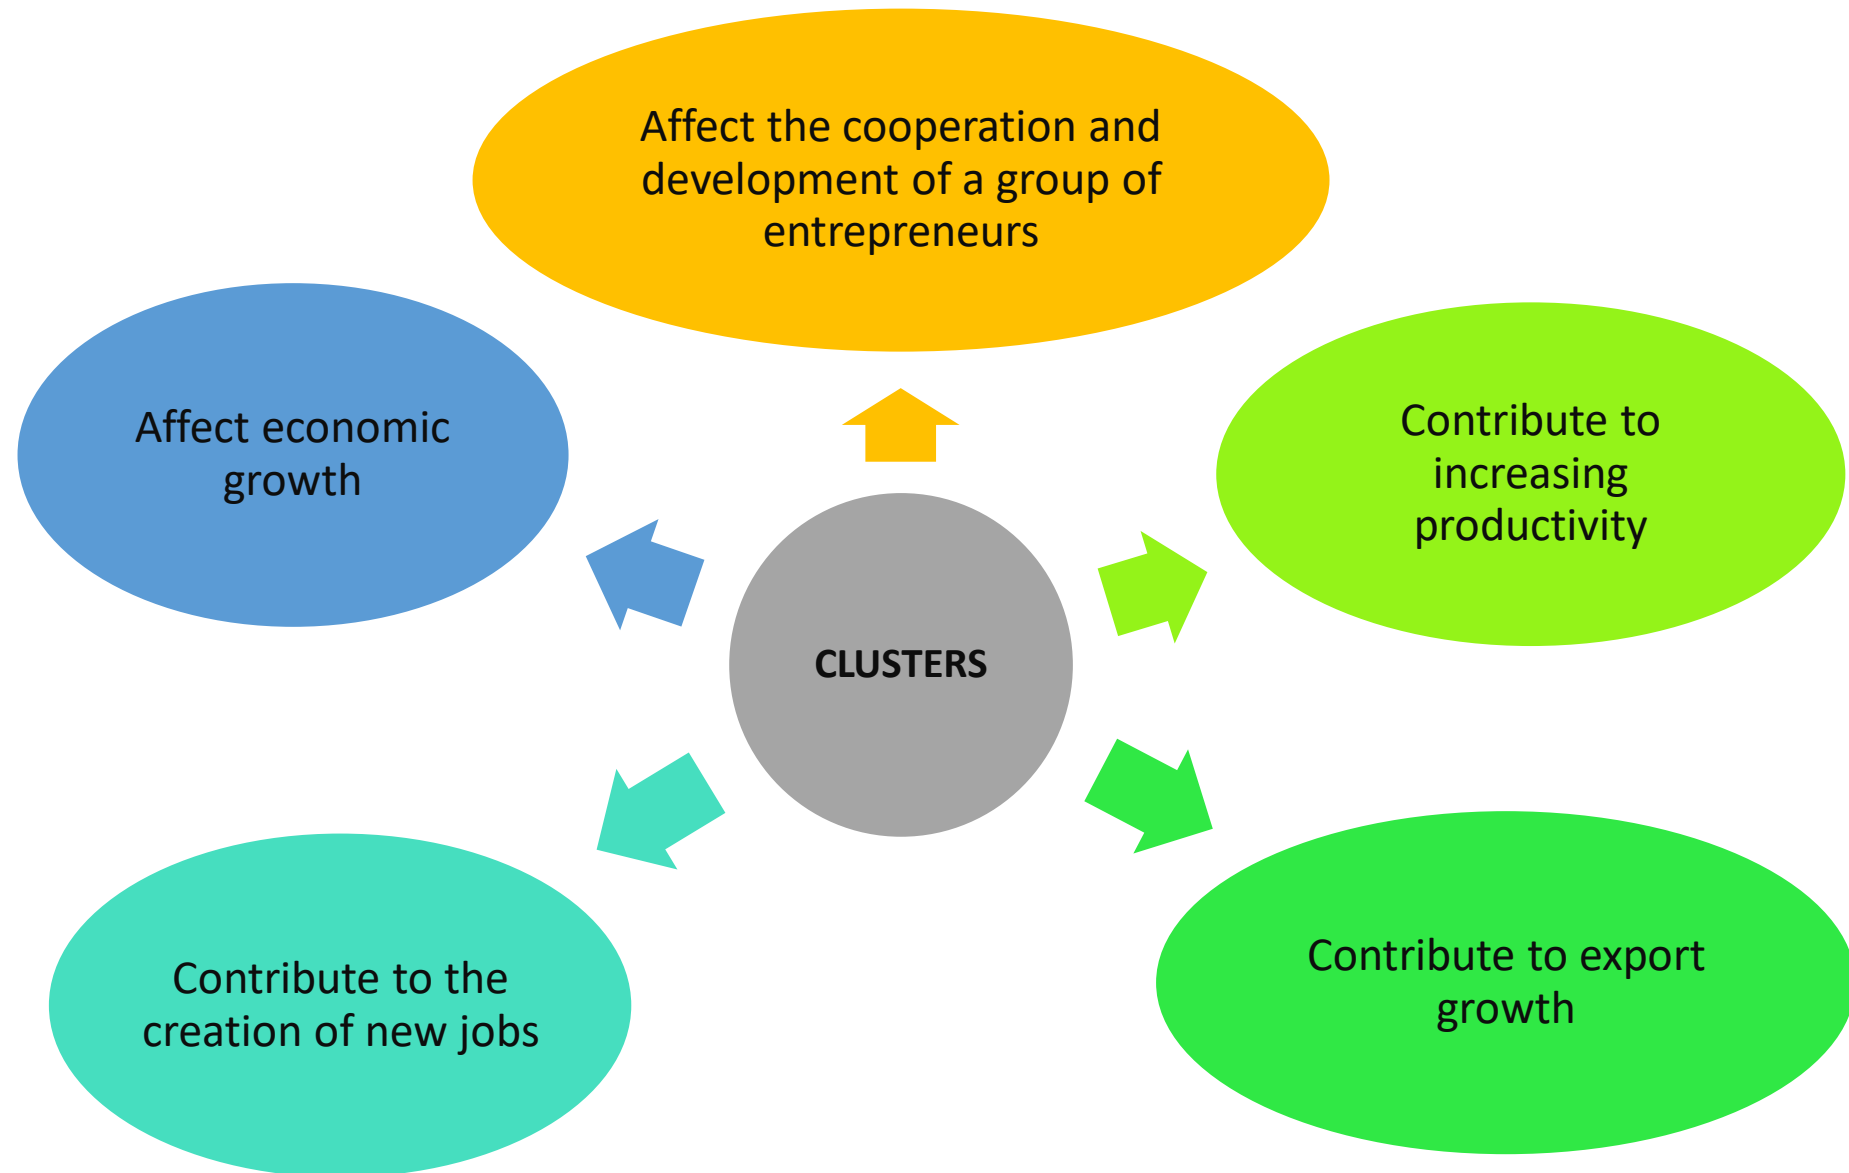 Affect the cooperation and
development of a group of
entrepreneurs
Affect economic
growth
Contribute to
increasing
productivity
CLUSTERS
Contribute to the
creation of new jobs
Contribute to export
growth